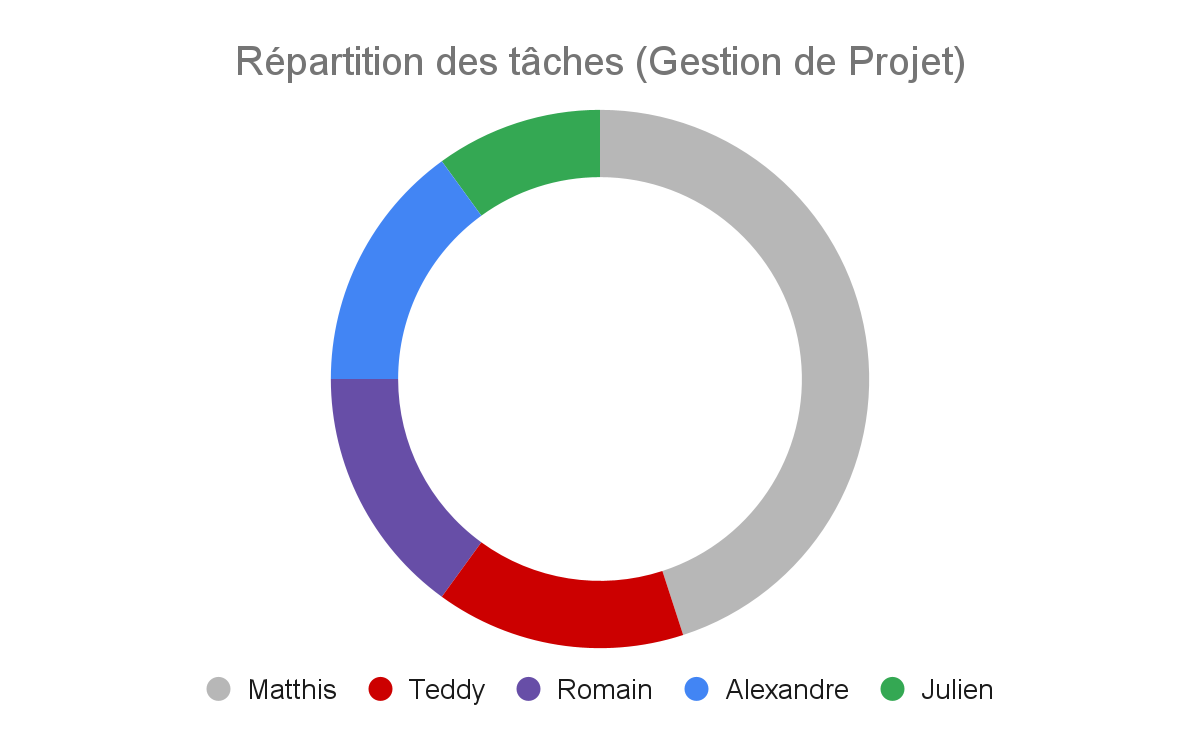 Répartition des tâches (Gestion de Projet)
Matthis Teddy Romain Alexandre Julien